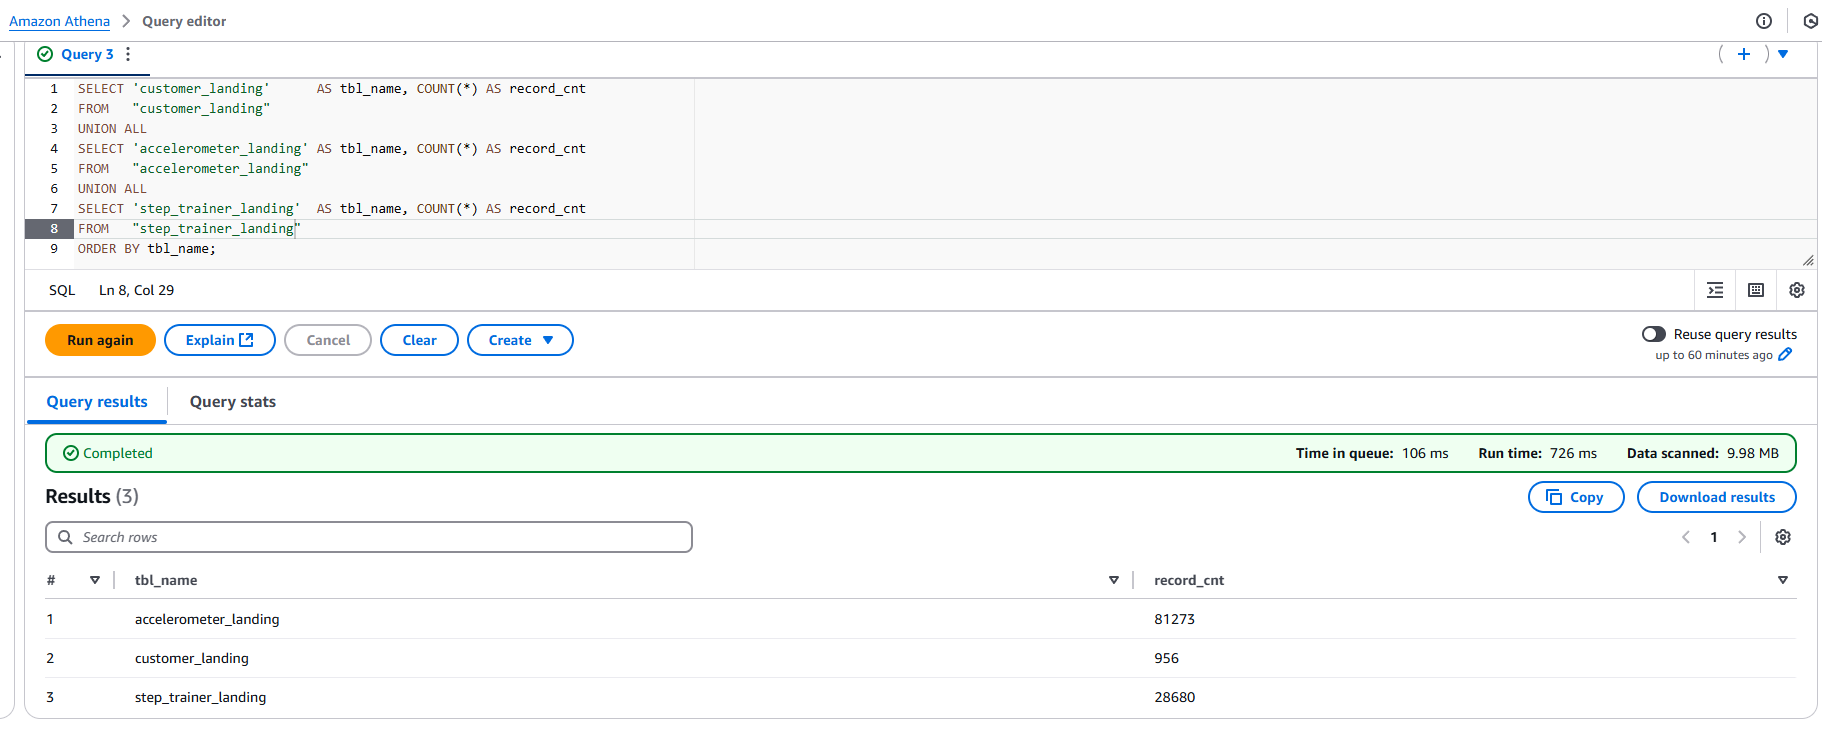 Amazon Athena > Query editor
Query 3
1 SELECT 'customer_landing'      AS tbl_name, COUNT(*) AS record_cnt
2 FROM   "customer_landing"
3 UNION ALL
4 SELECT 'accelerometer_landing' AS tbl_name, COUNT(*) AS record_cnt
5 FROM   "accelerometer_landing"
6 UNION ALL
7 SELECT 'step_trainer_landing'  AS tbl_name, COUNT(*) AS record_cnt
8 FROM   "step_trainer_landing"
9 ORDER BY tbl_name;
SQL Ln 8, Col 29
Run again Explain Cancel Clear Create Reuse query results
up to 60 minutes ago
Query results Query stats
Completed Time in queue: 106 ms Run time: 726 ms Data scanned: 9.98 MB
Results (3) Copy Download results
Search rows 1
# tbl_name record_cnt
1 accelerometer_landing 81273
2 customer_landing 956
3 step_trainer_landing 28680